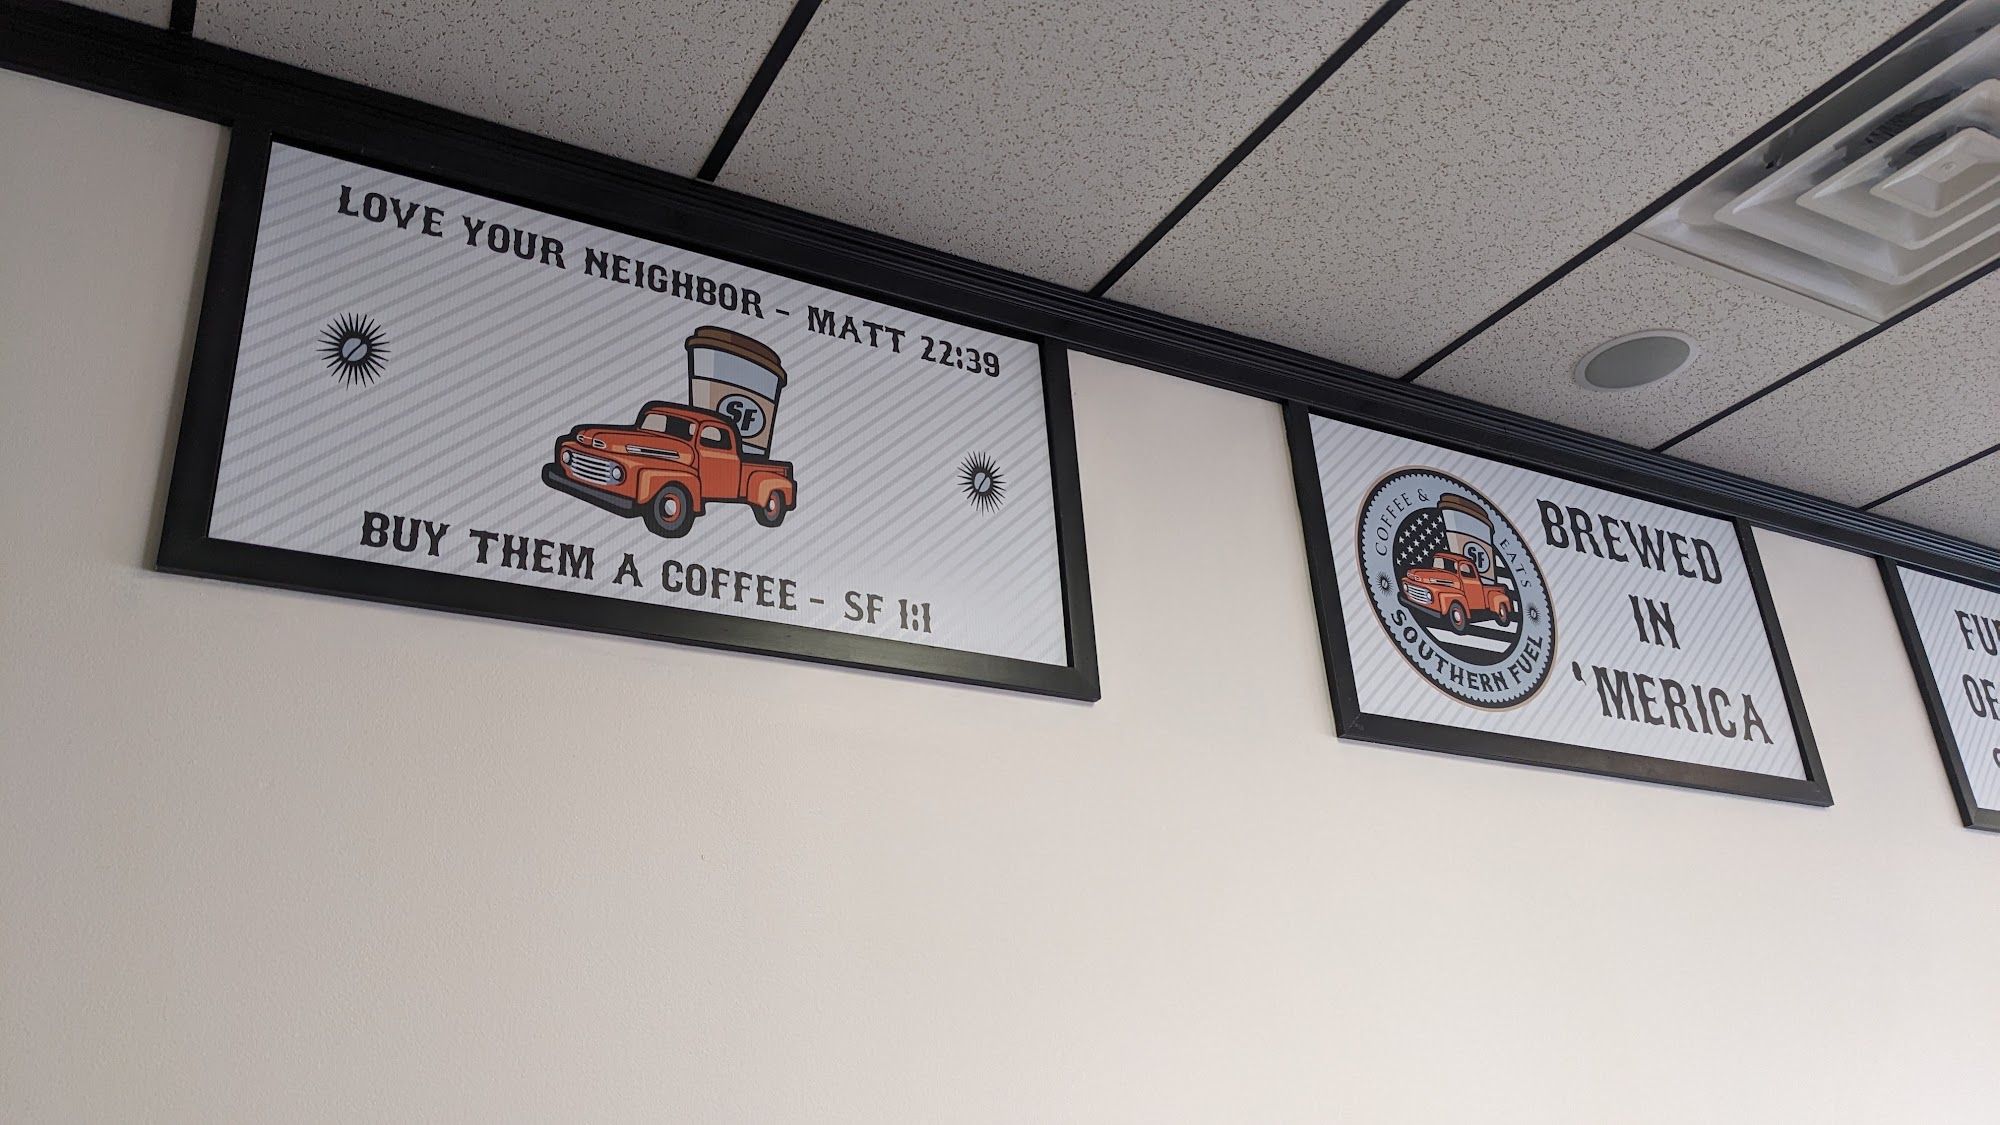 LOVE YOUR NEIGHBOR - MATT 22:39
SF
BUY THEM A COFFEE - SF 1:1
COFFEE & EATS
SF
SOUTHERN FUEL
BREWED
IN
'MERICA